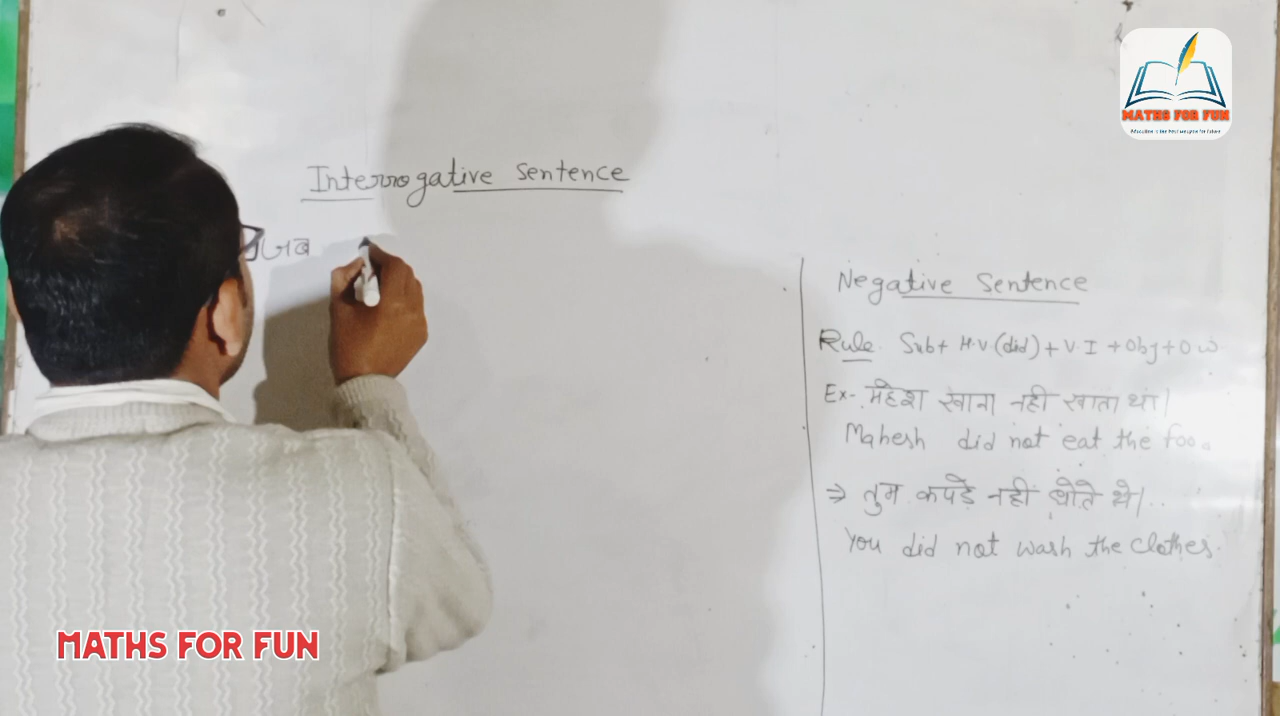 Interrogative Sentence
जब
Negative Sentence
Rule. Sub+ H.V.(did)+V.I+Obj+O.W
Ex-. महेश खाना नही खाता था।
Mahesh did not eat the foo
⇒ तुम कपड़े नहीं धोते थे।..
You did not wash the clothes.
MATHS FOR FUN
MATHS FOR FUN